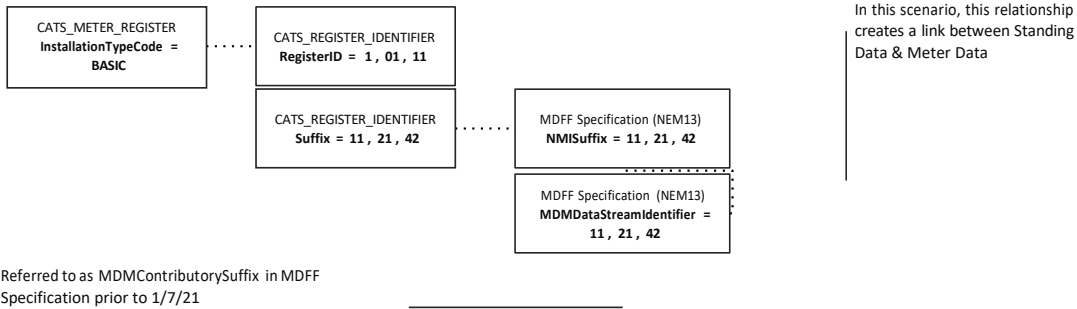 CATS_METER_REGISTER
InstallationTypeCode =
BASIC
CATS_REGISTER_IDENTIFIER
RegisterID = 1 , 01 , 11
CATS_REGISTER_IDENTIFIER
Suffix = 11 , 21 , 42
MDFF Specification (NEM13)
NMISuffix = 11 , 21 , 42
MDFF Specification (NEM13)
MDMDataStreamIdentifier =
11 , 21 , 42
In this scenario, this relationship
creates a link between Standing
Data & Meter Data
Referred to as MDMContributorySuffix in MDFF
Specification prior to 1/7/21